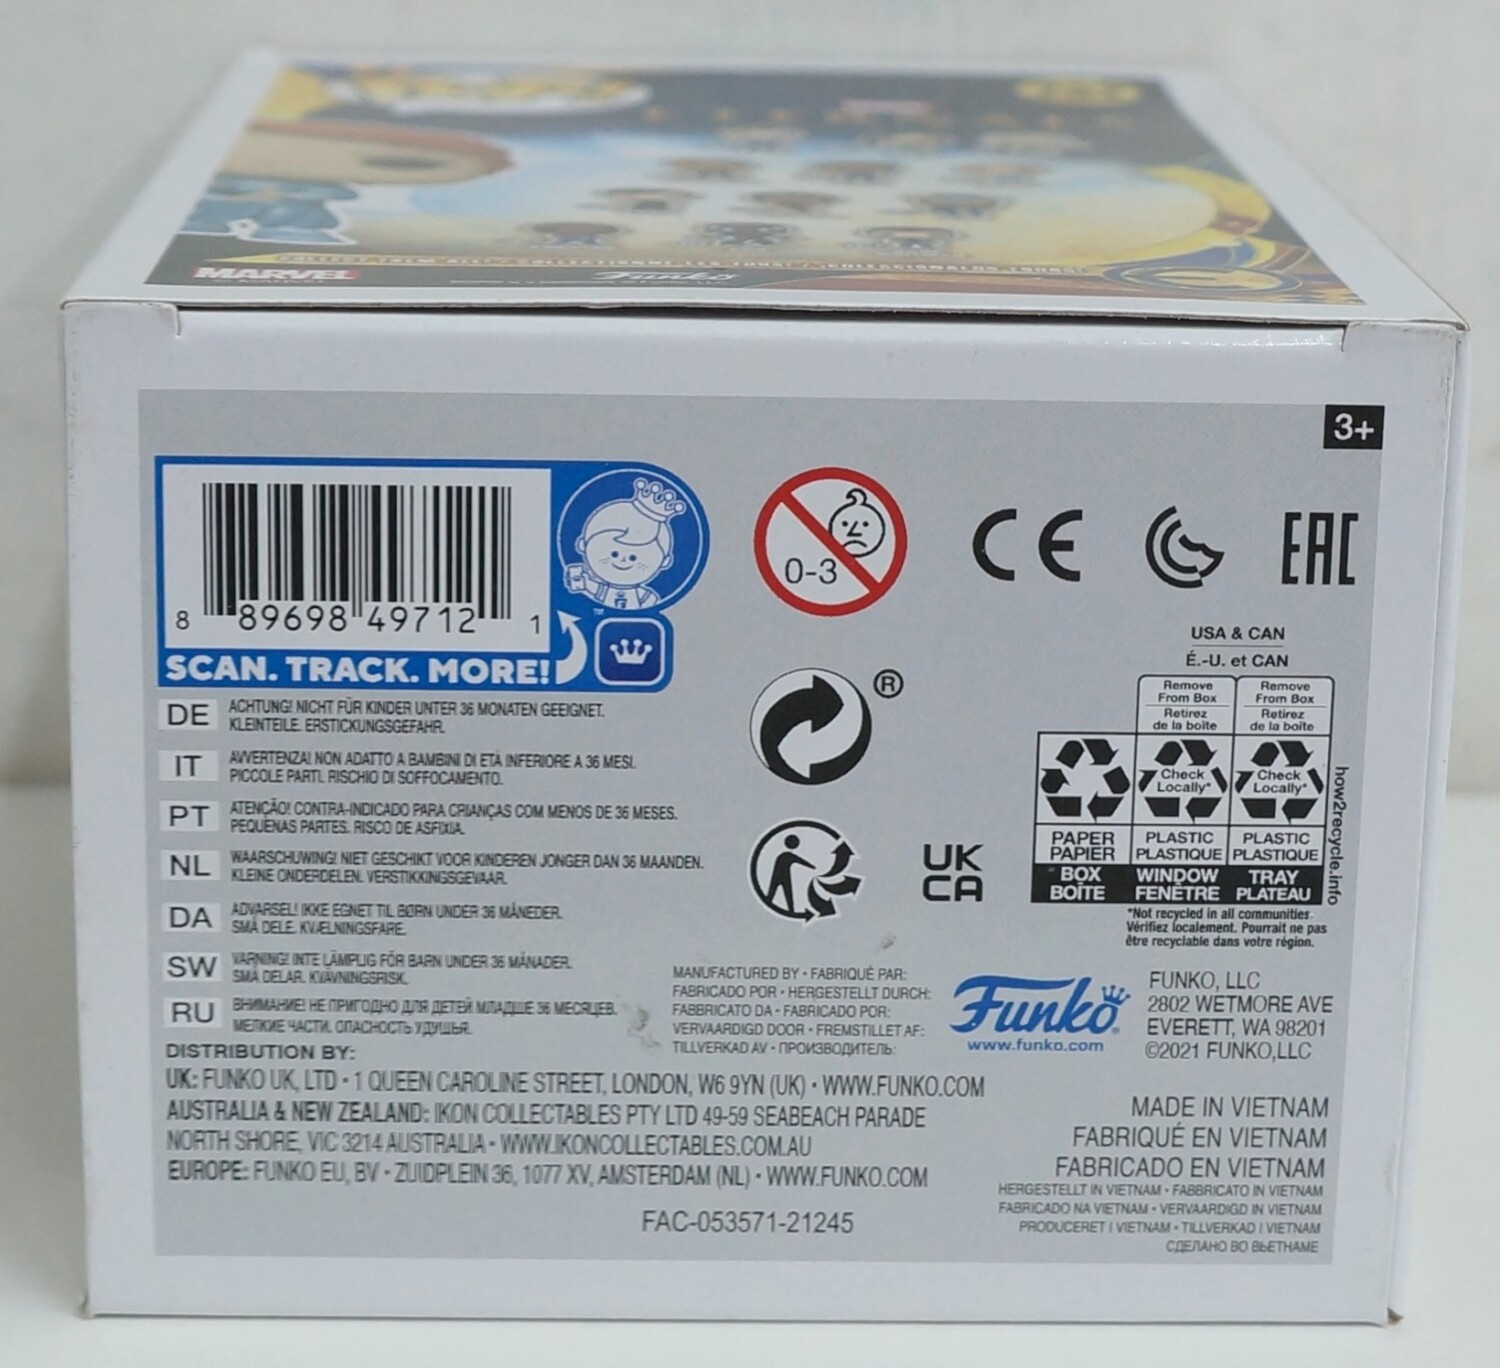 MARVEL
Funko
3+
8 89698 49712 1
SCAN. TRACK. MORE!
™
0-3
CE
EAC
USA & CAN
É.-U. et CAN
Remove From Box
Retirez de la boîte
Remove From Box
Retirez de la boîte
Check Locally*
Check Locally*
PAPER PAPIER
PLASTIC PLASTIQUE
PLASTIC PLASTIQUE
BOX BOÎTE
WINDOW FENÊTRE
TRAY PLATEAU
how2recycle.info
*Not recycled in all communities.
Vérifiez localement. Pourrait ne pas
être recyclable dans votre région.
®
UK
CA
DE ACHTUNG! NICHT FÜR KINDER UNTER 36 MONATEN GEEIGNET.
KLEINTEILE. ERSTICKUNGSGEFAHR.
IT AVVERTENZA! NON ADATTO A BAMBINI DI ETÀ INFERIORE A 36 MESI.
PICCOLE PARTI. RISCHIO DI SOFFOCAMENTO.
PT ATENÇÃO! CONTRA-INDICADO PARA CRIANÇAS COM MENOS DE 36 MESES.
PEQUENAS PARTES. RISCO DE ASFIXIA.
NL WAARSCHUWING! NIET GESCHIKT VOOR KINDEREN JONGER DAN 36 MAANDEN.
KLEINE ONDERDELEN. VERSTIKKINGSGEVAAR.
DA ADVARSEL! IKKE EGNET TIL BØRN UNDER 36 MÅNEDER.
SMÅ DELE. KVÆLNINGSFARE.
SW VARNING! INTE LÄMPLIG FÖR BARN UNDER 36 MÅNADER.
SMÅ DELAR. KVÄVNINGSRISK.
RU ВНИМАНИЕ! НЕ ПРИГОДНО ДЛЯ ДЕТЕЙ МЛАДШЕ 36 МЕСЯЦЕВ.
МЕЛКИЕ ЧАСТИ. ОПАСНОСТЬ УДУШЬЯ.
MANUFACTURED BY • FABRIQUÉ PAR:
FABRICADO POR • HERGESTELLT DURCH:
FABBRICATO DA • FABRICADO POR:
VERVAARDIGD DOOR • FREMSTILLET AF:
TILLVERKAD AV • ПРОИЗВОДИТЕЛЬ:
Funko®
www.funko.com
FUNKO, LLC
2802 WETMORE AVE
EVERETT, WA 98201
©2021 FUNKO,LLC
DISTRIBUTION BY:
UK: FUNKO UK, LTD • 1 QUEEN CAROLINE STREET, LONDON, W6 9YN (UK) • WWW.FUNKO.COM
AUSTRALIA & NEW ZEALAND: IKON COLLECTABLES PTY LTD 49-59 SEABEACH PARADE
NORTH SHORE, VIC 3214 AUSTRALIA • WWW.IKONCOLLECTABLES.COM.AU
EUROPE: FUNKO EU, BV • ZUIDPLEIN 36, 1077 XV, AMSTERDAM (NL) • WWW.FUNKO.COM
FAC-053571-21245
MADE IN VIETNAM
FABRIQUÉ EN VIETNAM
FABRICADO EN VIETNAM
HERGESTELLT IN VIETNAM • FABBRICATO IN VIETNAM
FABRICADO NA VIETNAM • VERVAARDIGD IN VIETNAM
PRODUCERET I VIETNAM • TILLVERKAD I VIETNAM
СДЕЛАНО ВО ВЬЕТНАМЕ